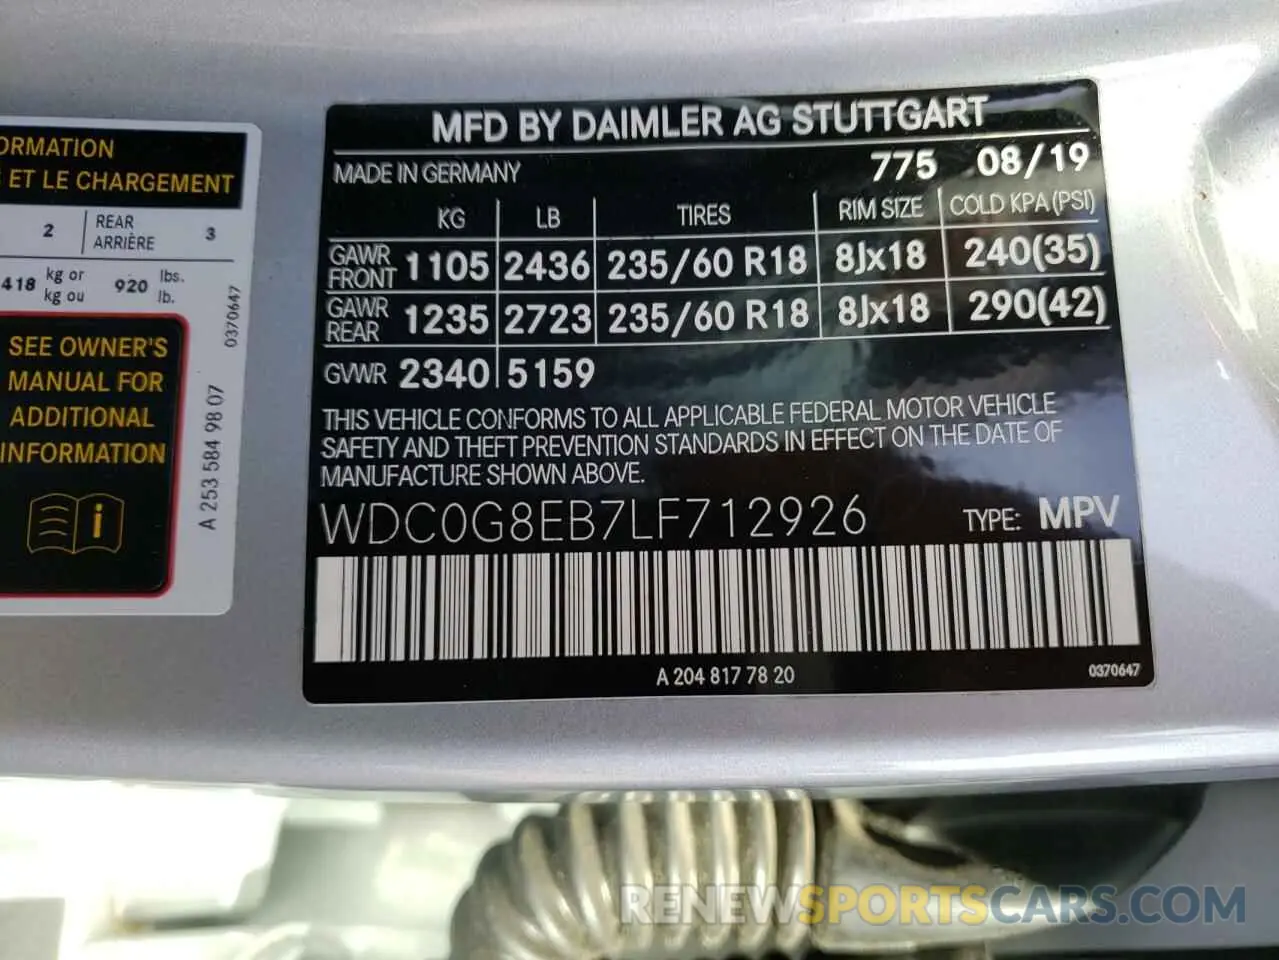 ORMATION
ET LE CHARGEMENT
2 REAR ARRIÈRE 3
418 kg or kg ou 920 lbs. lb.
SEE OWNER'S
MANUAL FOR
ADDITIONAL
INFORMATION
0370647
A 253 584 98 07
MFD BY DAIMLER AG STUTTGART
MADE IN GERMANY 775 08/19
KG LB TIRES RIM SIZE COLD KPA(PSI)
GAWR FRONT 1105 2436 235/60 R18 8Jx18 240(35)
GAWR REAR 1235 2723 235/60 R18 8Jx18 290(42)
GVWR 2340 5159
THIS VEHICLE CONFORMS TO ALL APPLICABLE FEDERAL MOTOR VEHICLE
SAFETY AND THEFT PREVENTION STANDARDS IN EFFECT ON THE DATE OF
MANUFACTURE SHOWN ABOVE.
WDC0G8EB7LF712926 TYPE: MPV
A 204 817 78 20 0370647
RENEWSPORTSCARS.COM